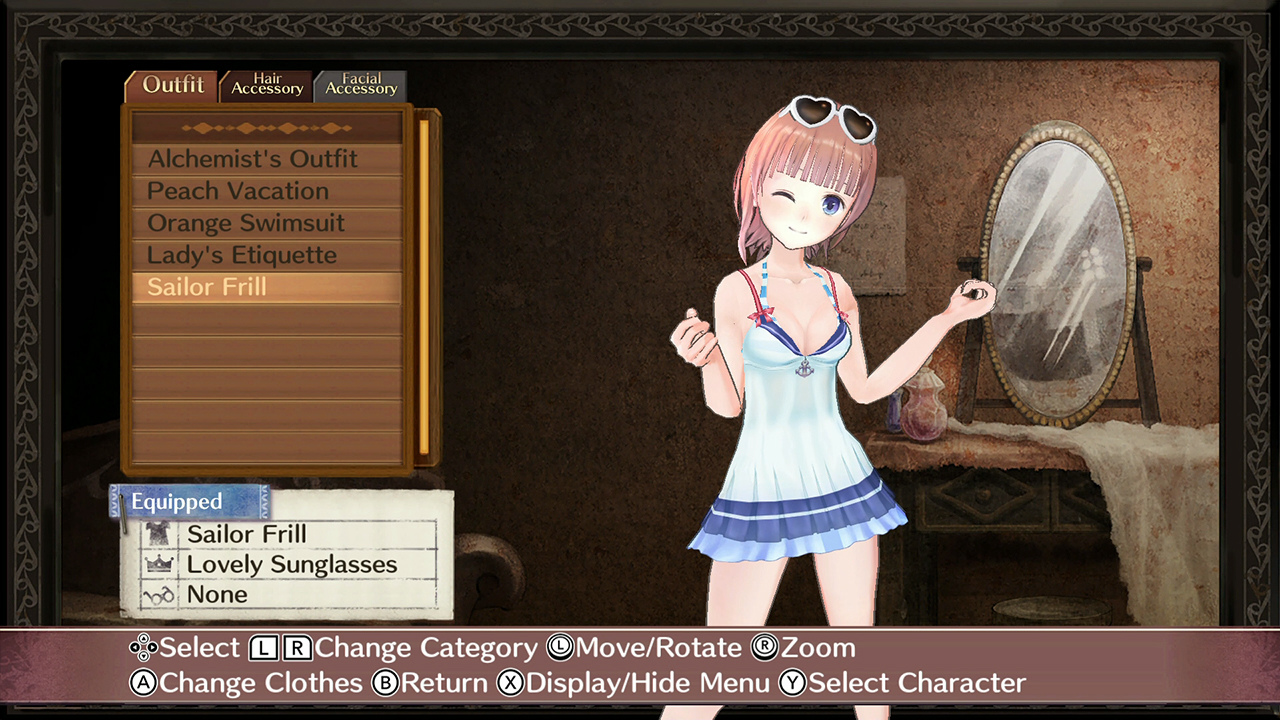 Outfit
Hair Accessory
Facial Accessory
Alchemist's Outfit
Peach Vacation
Orange Swimsuit
Lady's Etiquette
Sailor Frill
Equipped
Sailor Frill
Lovely Sunglasses
None
Select L R Change Category L Move/Rotate R Zoom
A Change Clothes B Return X Display/Hide Menu Y Select Character